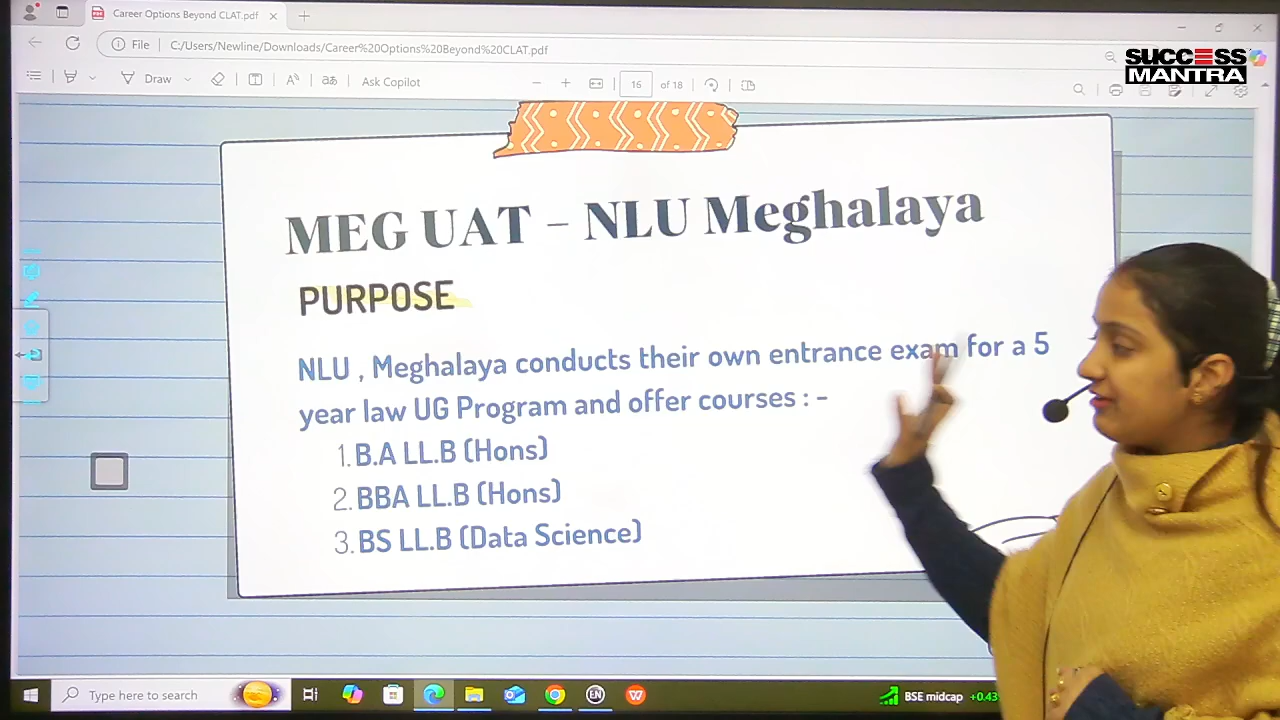 Career Options Beyond CLAT.pdf
File
C:/Users/Newline/Downloads/Career%20Options%20Beyond%20CLAT.pdf
Draw
Ask Copilot
16
of 18
SUCCESS
MANTRA
MEG UAT – NLU Meghalaya
PURPOSE
NLU , Meghalaya conducts their own entrance exam for a 5
year law UG Program and offer courses : -
1. B.A LL.B (Hons)
2. BBA LL.B (Hons)
3. BS LL.B (Data Science)
Type here to search
EN
BSE midcap +0.43